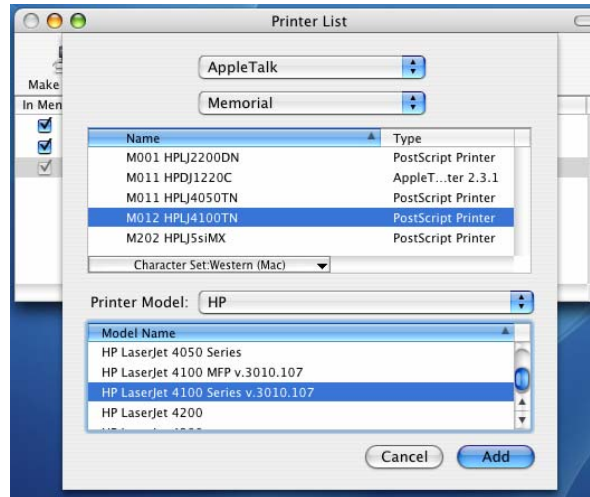 Printer List
AppleTalk
Make
Memorial
In Men
Name Type
M001 HPLJ2200DN PostScript Printer
M011 HPDJ1220C AppleT...ter 2.3.1
M011 HPLJ4050TN PostScript Printer
M012 HPLJ4100TN PostScript Printer
M202 HPLJ5siMX PostScript Printer
Character Set:Western (Mac)
Printer Model: HP
Model Name
HP LaserJet 4050 Series
HP LaserJet 4100 MFP v.3010.107
HP LaserJet 4100 Series v.3010.107
HP LaserJet 4200
Cancel Add